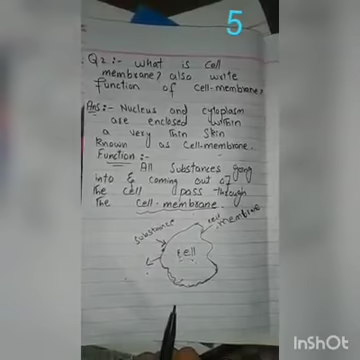 5
Q2:- What is cell
membrane? also write
function of cell-membrane?
Ans:- Nucleus and cytoplasm
are enclosed within
a very thin skin
known as cell-membrane.
Function :-
All substances going
into & coming out of
the cell pass through
the cell-membrane.
substance
cell
membrane
cell
InShOt